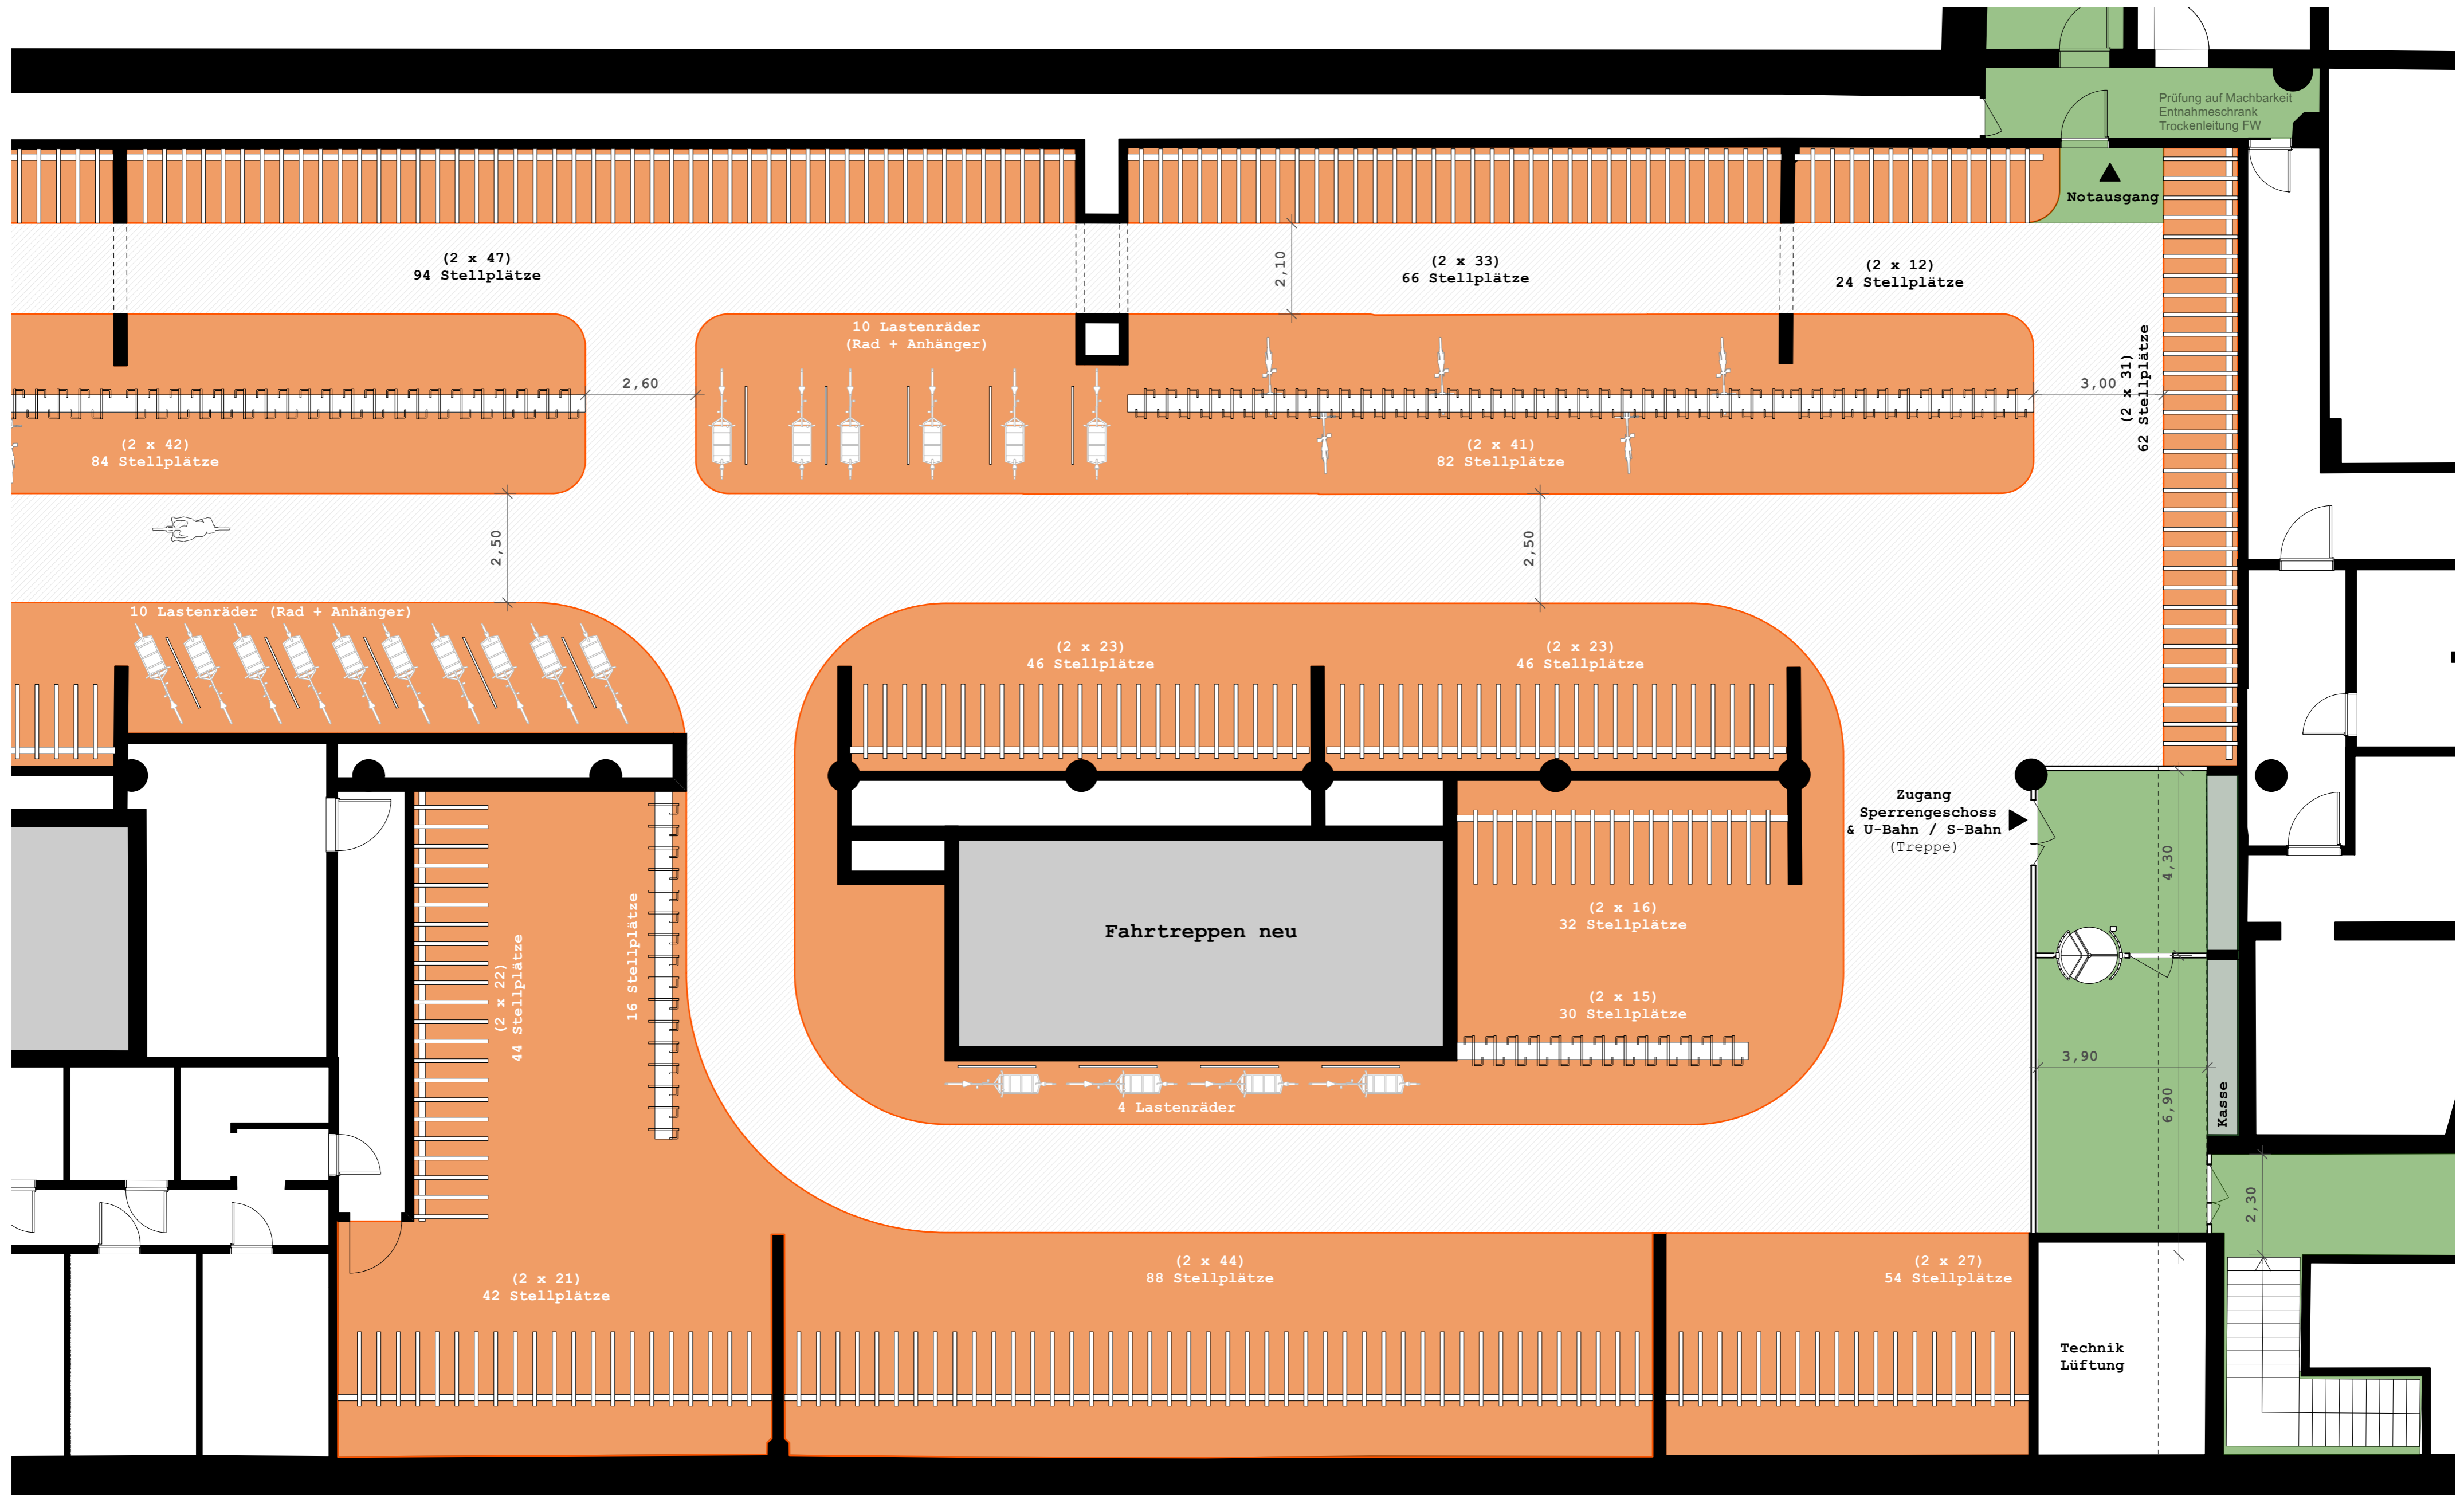 Prüfung auf Machbarkeit
Entnahmeschrank
Trockenleitung FW
Notausgang
(2 x 47)
94 Stellplätze
2,10
(2 x 33)
66 Stellplätze
(2 x 12)
24 Stellplätze
10 Lastenräder
(Rad + Anhänger)
2,60
3,00
(2 x 31)
62 Stellplätze
(2 x 42)
84 Stellplätze
(2 x 41)
82 Stellplätze
2,50
2,50
10 Lastenräder (Rad + Anhänger)
(2 x 23)
46 Stellplätze
(2 x 23)
46 Stellplätze
Zugang
Sperrengeschoss
& U-Bahn / S-Bahn
(Treppe)
4,30
(2 x 22)
44 Stellplätze
16 Stellplätze
Fahrtreppen neu
(2 x 16)
32 Stellplätze
(2 x 15)
30 Stellplätze
3,90
6,90
Kasse
4 Lastenräder
2,30
(2 x 21)
42 Stellplätze
(2 x 44)
88 Stellplätze
(2 x 27)
54 Stellplätze
Technik
Lüftung